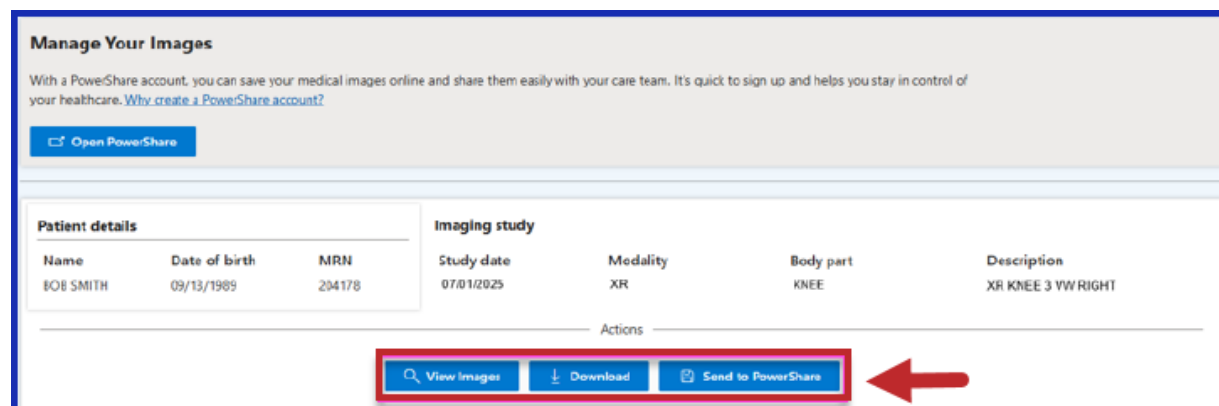 Manage Your Images
With a PowerShare account, you can save your medical images online and share them easily with your care team. It's quick to sign up and helps you stay in control of
your healthcare. Why create a PowerShare account?
Open PowerShare
Patient details
Name Date of birth MRN
BOB SMITH 09/13/1989 204178
Imaging study
Study date Modality Body part Description
07/01/2025 XR KNEE XR KNEE 3 VW RIGHT
Actions
View Images Download Send to PowerShare